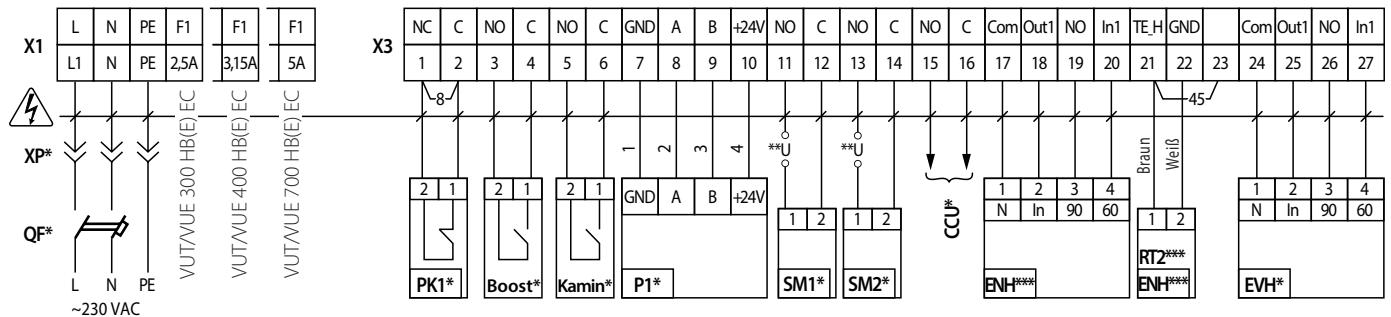 X1
L N PE F1 F1 F1
L1 N PE 2,5A 3,15A 5A
VUT/VUE 300 HB(E) EC
VUT/VUE 400 HB(E) EC
VUT/VUE 700 HB(E) EC
XP*
QF*
L N PE
~230 VAC
X3
NC C NO C NO C GND A B +24V NO C NO C NO C Com Out1 NO In1 TE_H GND Com Out1 NO In1
1 2 3 4 5 6 7 8 9 10 11 12 13 14 15 16 17 18 19 20 21 22 23 24 25 26 27
8 45
1 2 3 4
**U **U
Braun
Weiß
2 1 2 1 2 1
GND A B +24V
1 2 1 2
CCU*
1 2 3 4
N In 90 60
1 2
1 2 3 4
N In 90 60
PK1* Boost* Kamin* P1* SM1* SM2* ENH***
RT2***
ENH***
EVH*